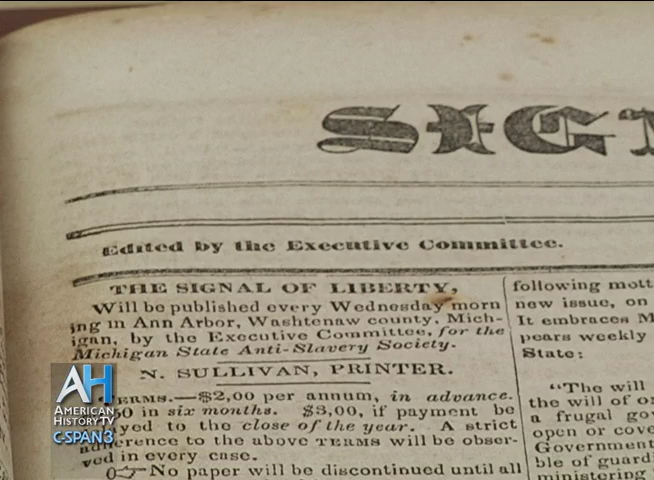 SIGN
Edited by the Executive Committee.
THE SIGNAL OF LIBERTY,
Will be published every Wednesday morn
ing in Ann Arbor, Washtenaw county, Mich-
igan, by the Executive Committee, for the
Michigan State Anti-Slavery Society.
N. SULLIVAN, PRINTER.
TERMS.—$2,00 per annum, in advance.
50 in six months. $3,00, if payment be
yed to the close of the year. A strict
adherence to the above TERMS will be obser-
ved in every case.
☞No paper will be discontinued until all
following mott
new issue, on
It embraces M
pears weekly
State:
"The will
the will of o
a frugal gov
open or cove
Government
ble of guard
ministering
AH
AMERICAN
HISTORY TV
C-SPAN3